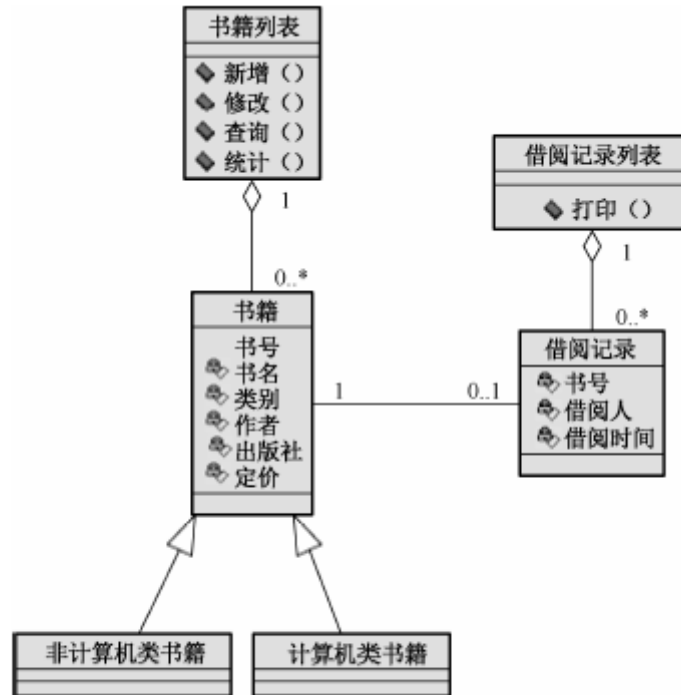 书籍列表
新增（）
修改（）
查询（）
统计（）
1
0..*
借阅记录列表
打印（）
1
0..*
书籍
书号
书名
类别
作者
出版社
定价
1
0..1
借阅记录
书号
借阅人
借阅时间
非计算机类书籍
计算机类书籍